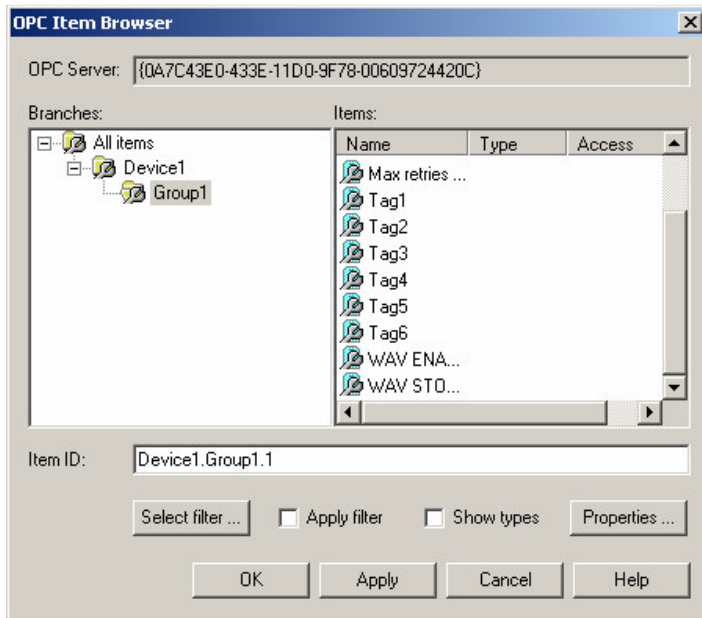 OPC Item Browser
OPC Server: {0A7C43E0-433E-11D0-9F78-00609724420C}
Branches: Items:
All items
Device1
Group1
Name Type Access
Max retries ...
Tag1
Tag2
Tag3
Tag4
Tag5
Tag6
WAV ENA...
WAV STO...
Item ID: Device1.Group1.1
Select filter ... Apply filter Show types Properties ...
OK Apply Cancel Help